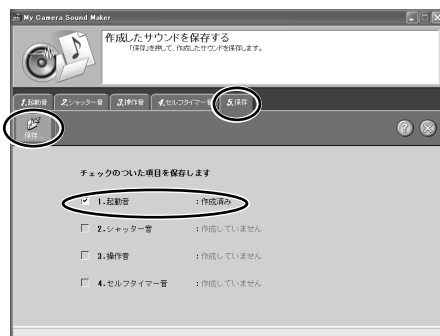 My Camera Sound Maker
作成したサウンドを保存する
「保存」を押して、作成したサウンドを保存します。
1.起動音 2.シャッター音 3.操作音 4.セルフタイマー音 5.保存
保存...
チェックのついた項目を保存します
1.起動音 :作成済み
2.シャッター音 :作成していません
3.操作音 :作成していません
4.セルフタイマー音 :作成していません